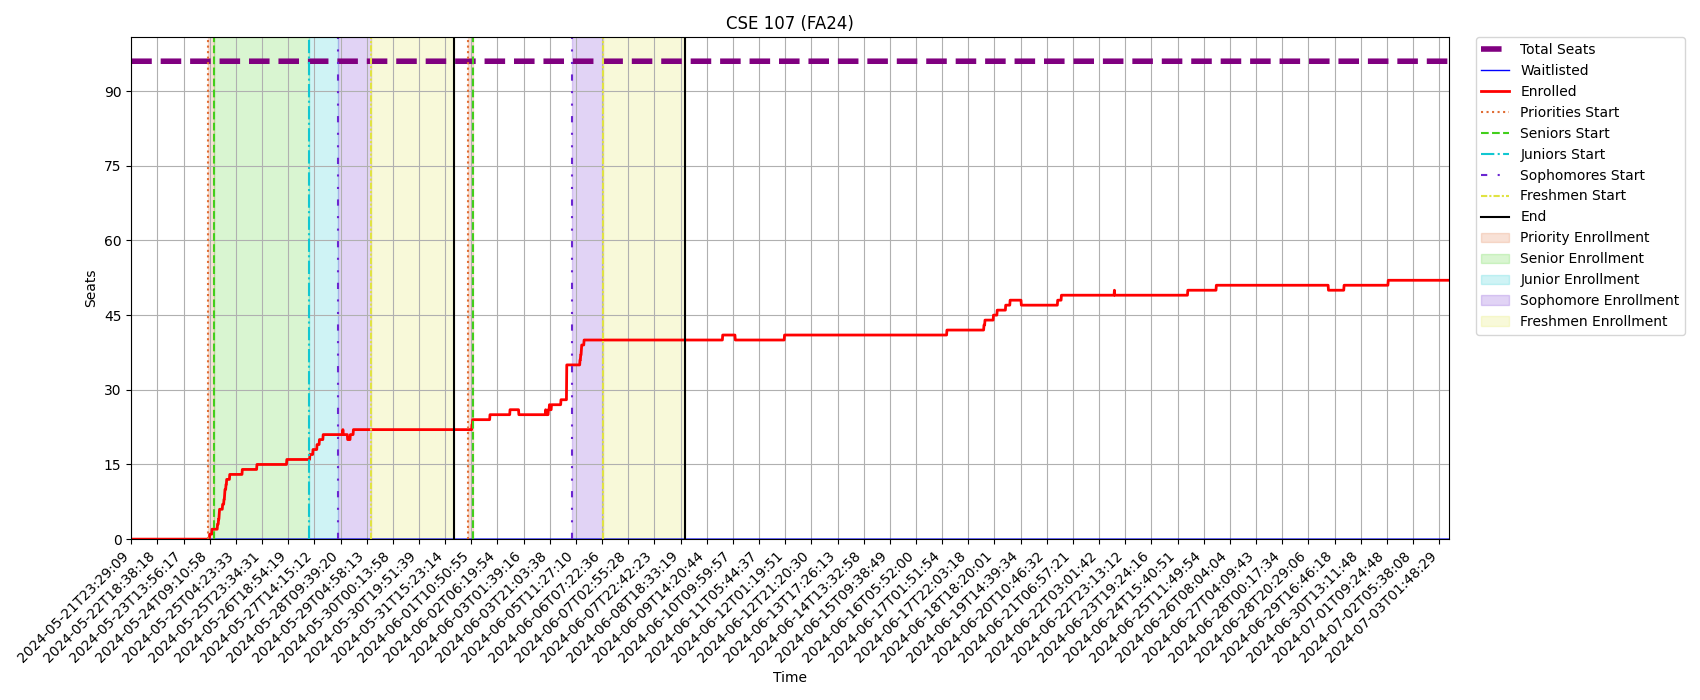 CSE 107 (FA24)
Total Seats
Waitlisted
Enrolled
Priorities Start
Seniors Start
Juniors Start
Sophomores Start
Freshmen Start
End
Priority Enrollment
Senior Enrollment
Junior Enrollment
Sophomore Enrollment
Freshmen Enrollment
Seats
90
75
60
45
30
15
0
2024-05-21T23:29:09
2024-05-22T18:38:18
2024-05-23T13:56:17
2024-05-24T09:10:58
2024-05-25T04:23:33
2024-05-25T23:34:31
2024-05-26T18:54:19
2024-05-27T14:15:12
2024-05-28T09:39:20
2024-05-29T04:58:13
2024-05-30T00:13:58
2024-05-30T19:51:39
2024-05-31T15:23:14
2024-06-01T10:50:55
2024-06-02T06:19:54
2024-06-03T01:39:16
2024-06-03T21:03:38
2024-06-05T11:27:10
2024-06-06T07:22:36
2024-06-07T02:55:28
2024-06-07T22:42:23
2024-06-08T18:33:19
2024-06-09T14:20:44
2024-06-10T09:59:57
2024-06-11T05:44:37
2024-06-12T01:19:51
2024-06-12T21:20:30
2024-06-14T17:26:13
2024-06-14T13:32:58
2024-06-15T09:38:49
2024-06-16T05:52:00
2024-06-17T01:51:54
2024-06-17T22:03:18
2024-06-18T18:20:01
2024-06-19T14:39:34
2024-06-20T10:46:32
2024-06-21T06:57:21
2024-06-22T03:01:42
2024-06-22T23:13:12
2024-06-23T19:24:16
2024-06-24T15:40:51
2024-06-25T11:49:54
2024-06-26T08:04:04
2024-06-27T04:09:43
2024-06-28T00:17:34
2024-06-28T20:29:06
2024-06-29T16:46:18
2024-06-30T13:11:48
2024-07-01T09:24:48
2024-07-02T05:38:08
2024-07-03T01:48:29
Time